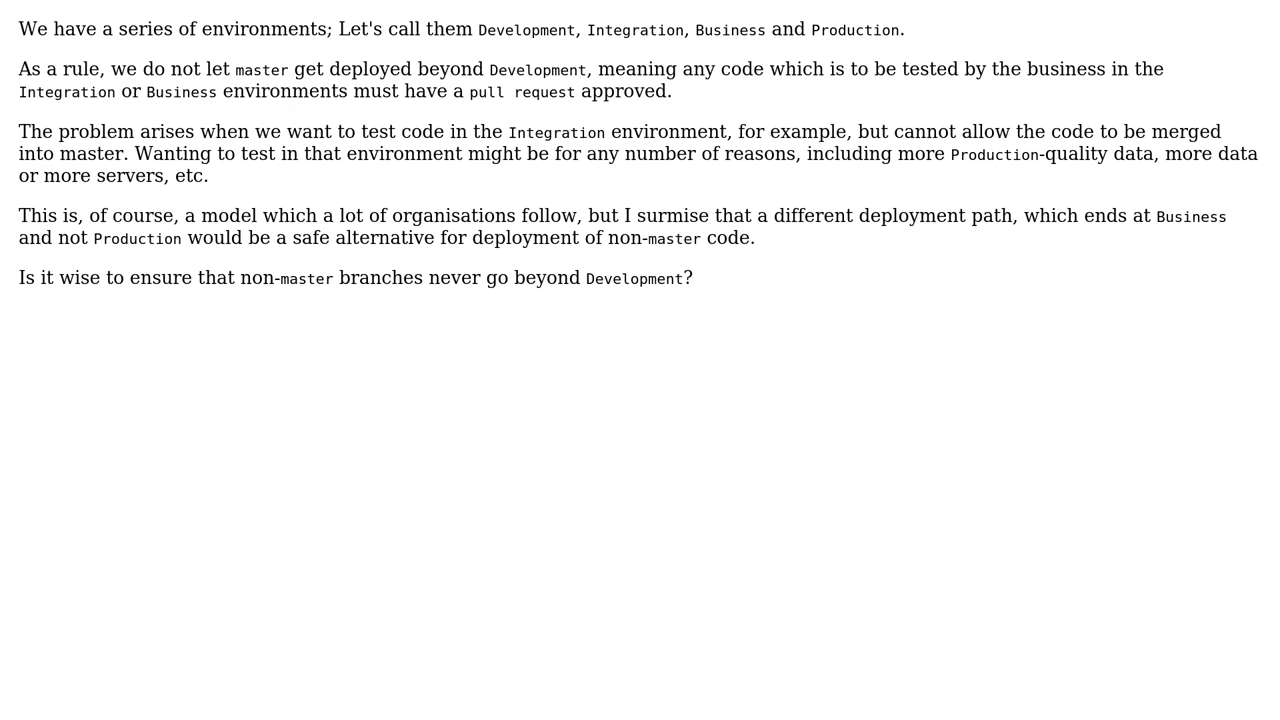 We have a series of environments; Let's call them Development, Integration, Business and Production.
As a rule, we do not let master get deployed beyond Development, meaning any code which is to be tested by the business in the
Integration or Business environments must have a pull request approved.
The problem arises when we want to test code in the Integration environment, for example, but cannot allow the code to be merged
into master. Wanting to test in that environment might be for any number of reasons, including more Production-quality data, more data
or more servers, etc.
This is, of course, a model which a lot of organisations follow, but I surmise that a different deployment path, which ends at Business
and not Production would be a safe alternative for deployment of non-master code.
Is it wise to ensure that non-master branches never go beyond Development?